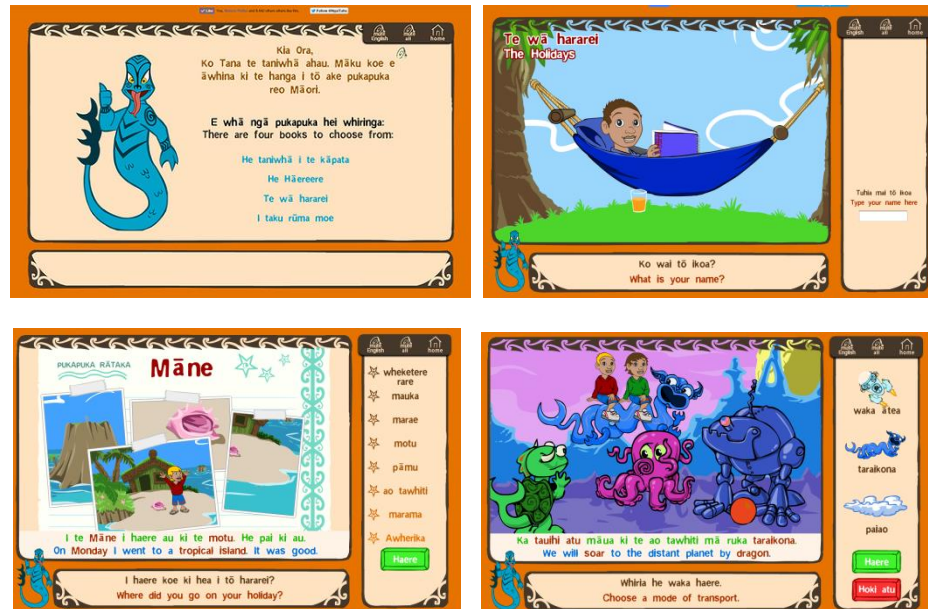 English
all
home
Kia Ora,
Ko Tana te taniwhā ahau. Māku koe e
āwhina ki te hanga i tō ake pukapuka
reo Māori.
E whā ngā pukapuka hei whiringa:
There are four books to choose from:
He taniwhā i te kāpata
He Hāereere
Te wā hararei
I taku rūma moe
Te wā hararei
The Holidays
English
all
home
Tuhia mai tō ikoa
Type your name here
Ko wai tō ikoa?
What is your name?
PUKAPUKA RĀTAKA
Māne
I te Māne i haere au ki te motu. He pai ki au.
On Monday I went to a tropical island. It was good.
English
all
home
wheketere
rare
mauka
marae
motu
pāmu
ao tawhiti
marama
Awherika
Haere
I haere koe ki hea i tō hararei?
Where did you go on your holiday?
Ka tauihi atu māua ki te ao tawhiti mā ruka taraikona.
We will soar to the distant planet by dragon.
English
all
home
waka ātea
taraikona
paiao
Haere
Hoki atu
Whiria he waka haere.
Choose a mode of transport.